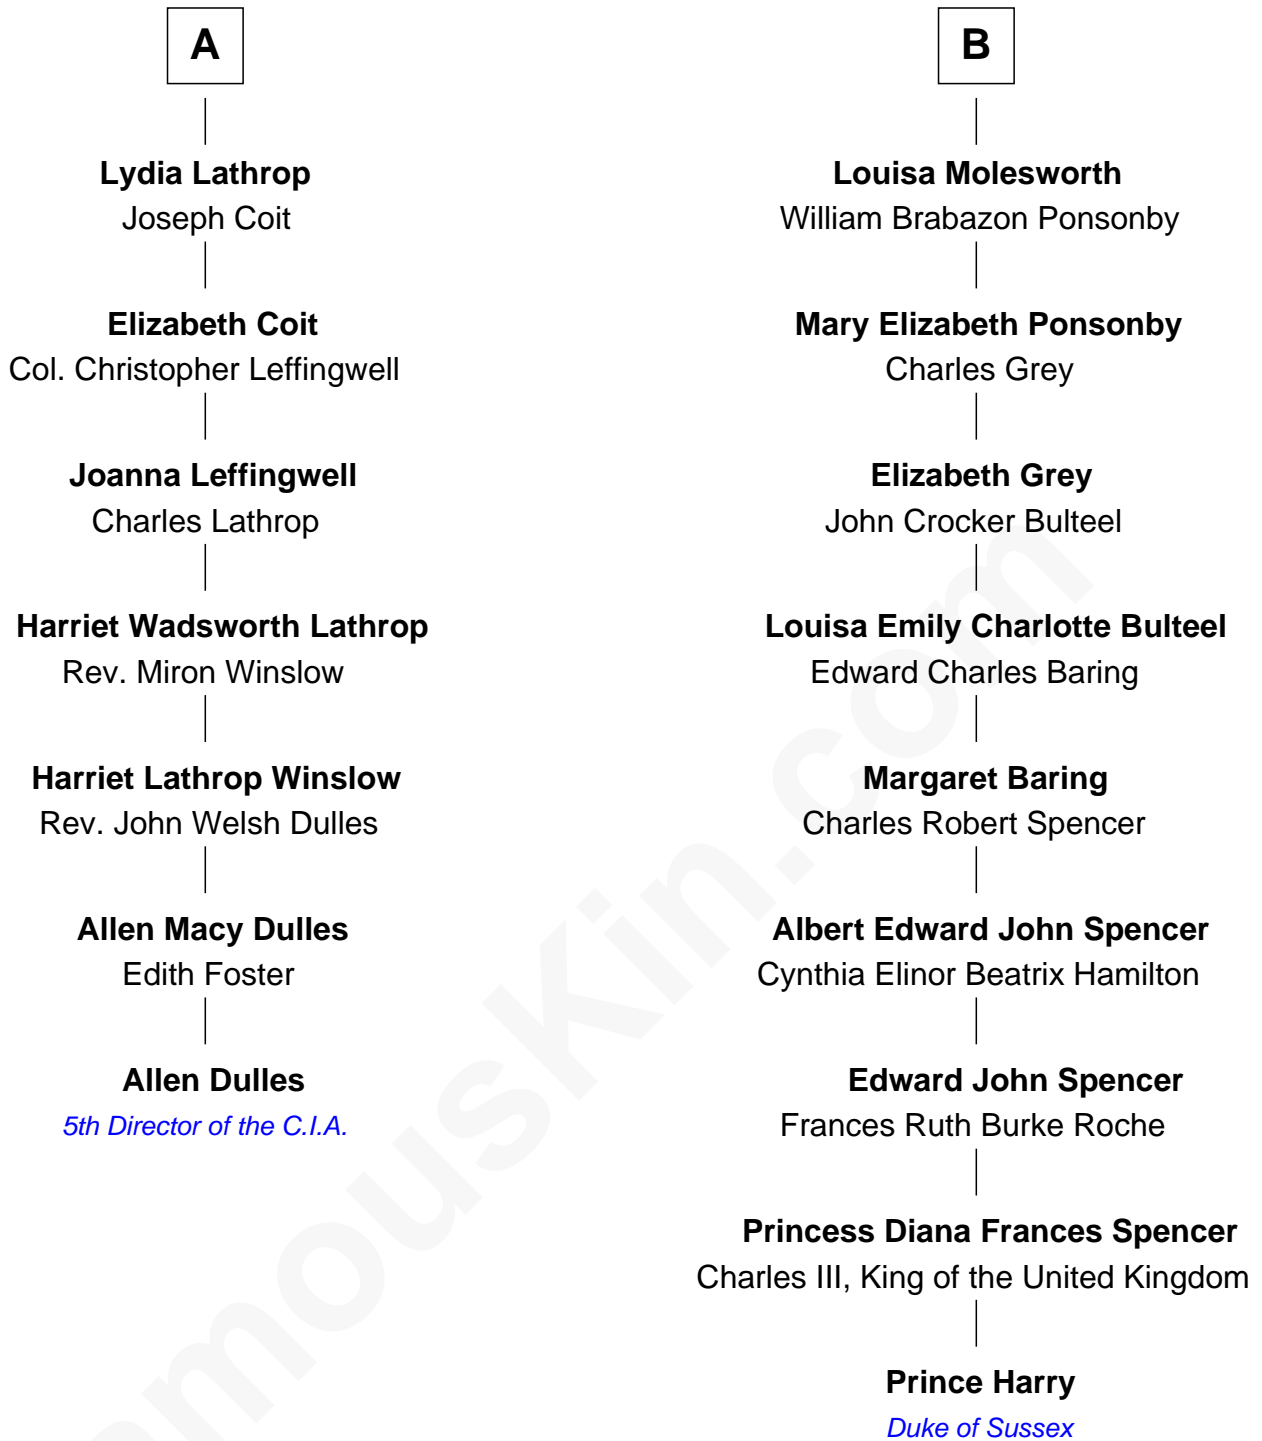 A
Lydia Lathrop
Joseph Coit
Elizabeth Coit
Col. Christopher Leffingwell
Joanna Leffingwell
Charles Lathrop
Harriet Wadsworth Lathrop
Rev. Miron Winslow
Harriet Lathrop Winslow
Rev. John Welsh Dulles
Allen Macy Dulles
Edith Foster
Allen Dulles
5th Director of the C.I.A.
B
Louisa Molesworth
William Brabazon Ponsonby
Mary Elizabeth Ponsonby
Charles Grey
Elizabeth Grey
John Crocker Bulteel
Louisa Emily Charlotte Bulteel
Edward Charles Baring
Margaret Baring
Charles Robert Spencer
Albert Edward John Spencer
Cynthia Elinor Beatrix Hamilton
Edward John Spencer
Frances Ruth Burke Roche
Princess Diana Frances Spencer
Charles III, King of the United Kingdom
Prince Harry
Duke of Sussex
amouskin.com